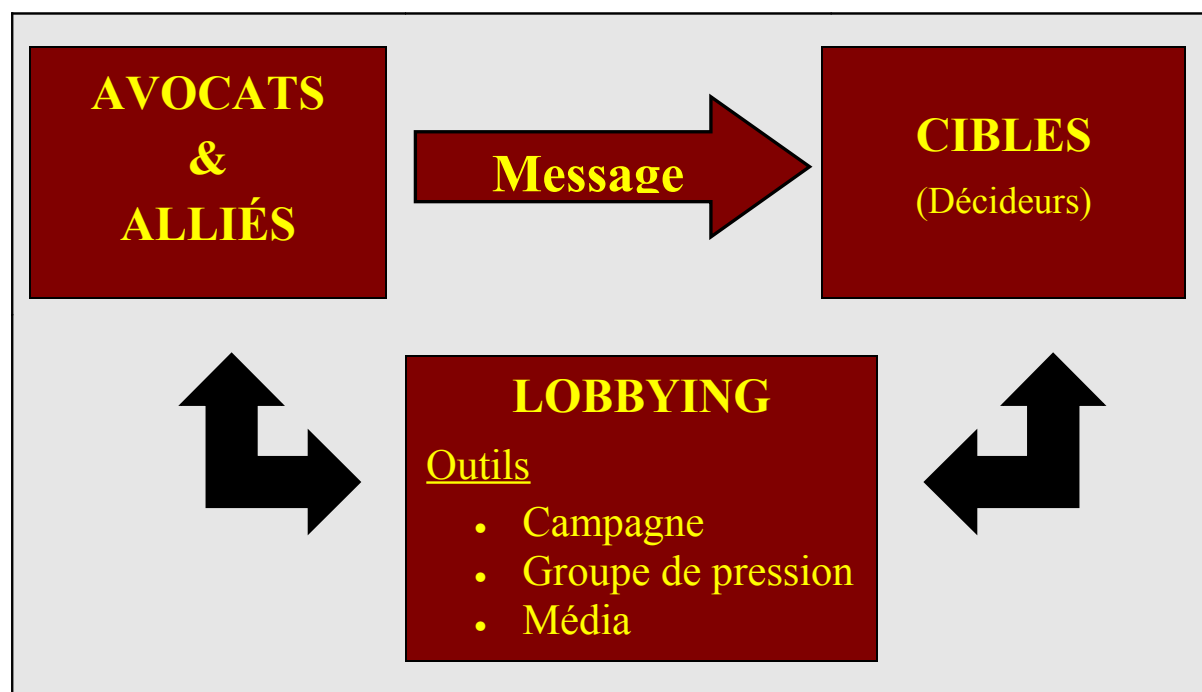 AVOCATS
&
ALLIÉS
Message
CIBLES
(Décideurs)
LOBBYING
Outils
• Campagne
• Groupe de pression
• Média